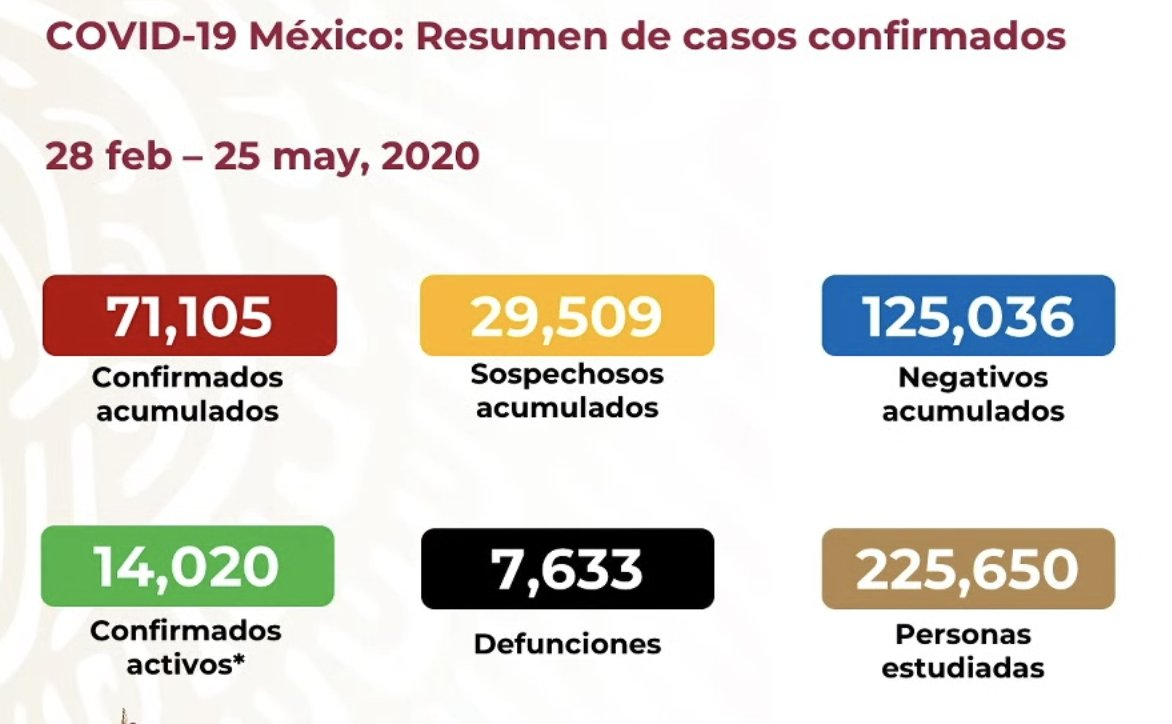 COVID-19 México: Resumen de casos confirmados
28 feb – 25 may, 2020
71,105
Confirmados
acumulados
29,509
Sospechosos
acumulados
125,036
Negativos
acumulados
14,020
Confirmados
activos*
7,633
Defunciones
225,650
Personas
estudiadas